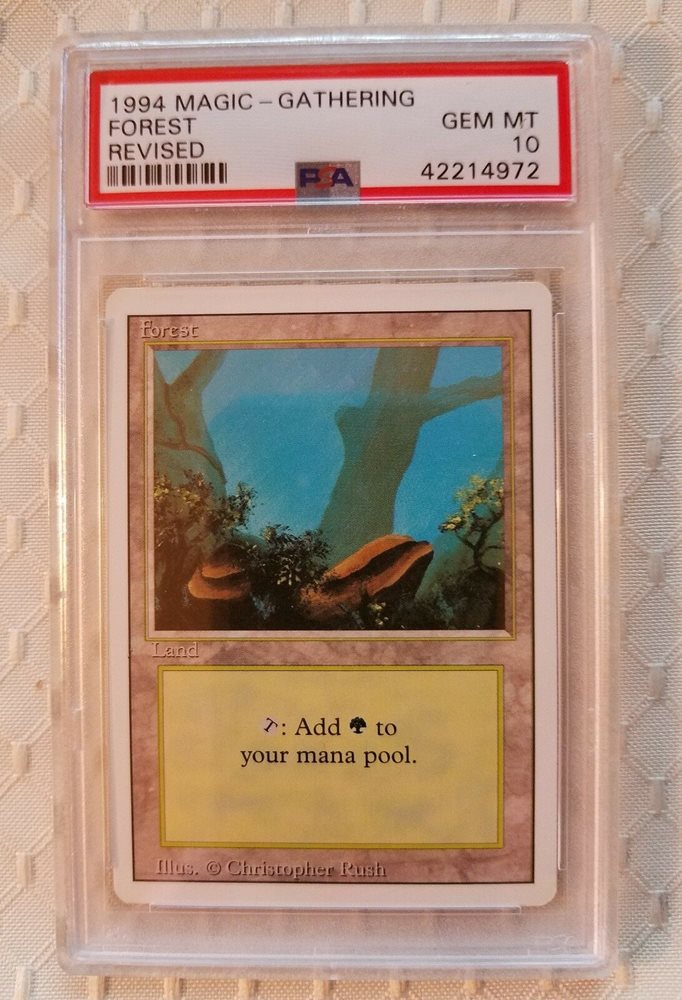 1994 MAGIC - GATHERING
FOREST
GEM MT
REVISED
10
PSA
42214972
Forest
Land
T: Add to
your mana pool.
Illus. © Christopher Rush